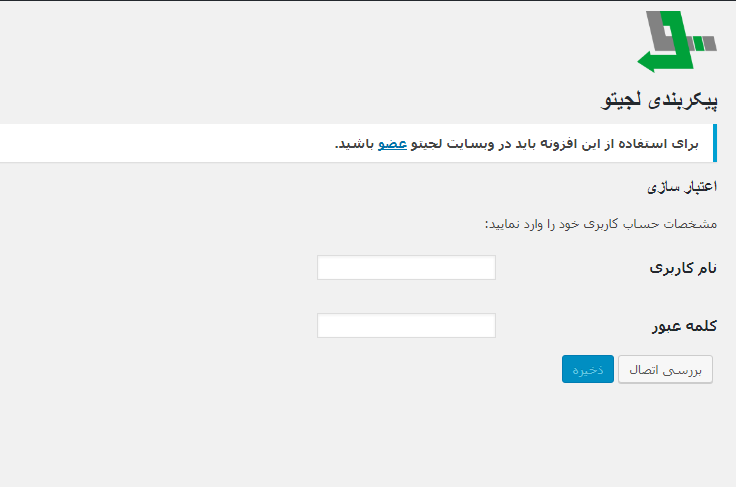 پیکربندی لجیتو
برای استفاده از این افزونه باید در وبسایت لجیتو عضو باشید.
اعتبار سازی
مشخصات حساب کاربری خود را وارد نمایید:
نام کاربری
کلمه عبور
بررسی اتصال ذخیره